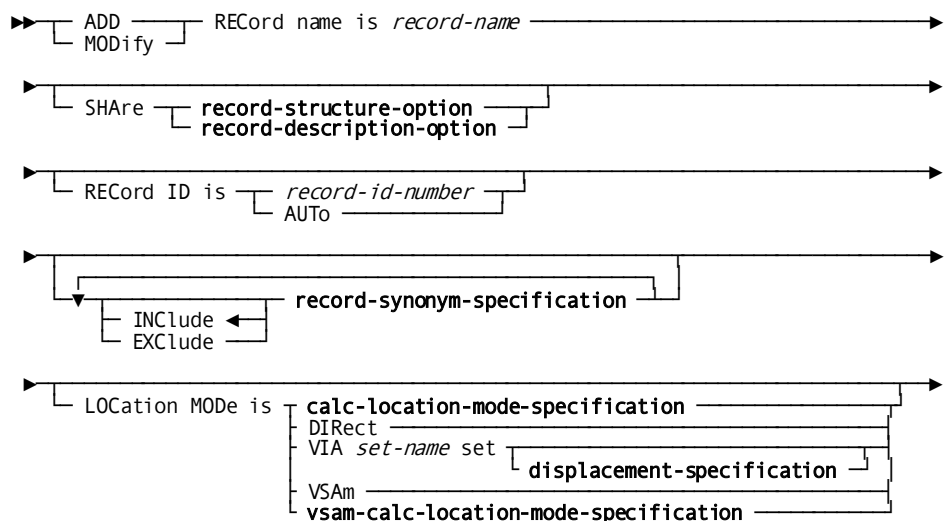 ADD RECord name is record-name
MODify
SHAre record-structure-option
record-description-option
RECord ID is record-id-number
AUTo
record-synonym-specification
INClude
EXClude
LOCation MODe is calc-location-mode-specification
DIRect
VIA set-name set
displacement-specification
VSAm
vsam-calc-location-mode-specification